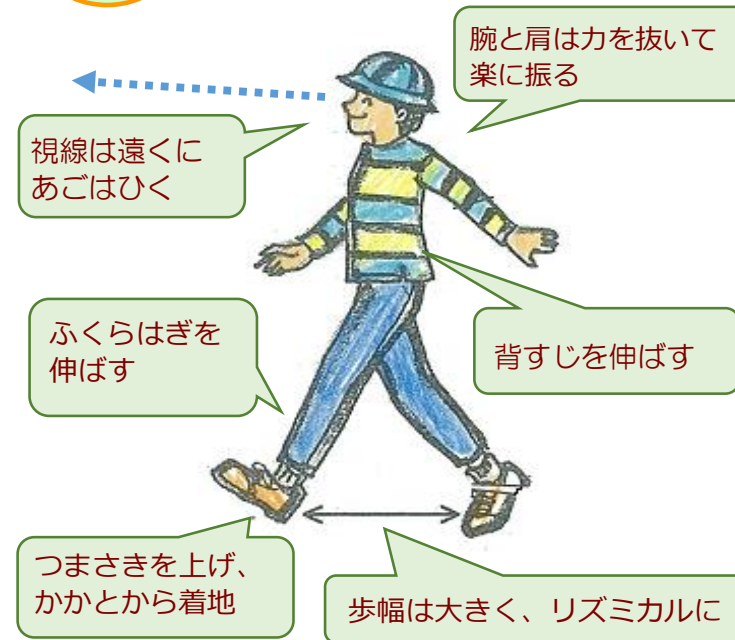 腕と肩は力を抜いて
楽に振る
視線は遠くに
あごはひく
ふくらはぎを
伸ばす
背すじを伸ばす
つまさきを上げ、
かかとから着地
歩幅は大きく、リズミカルに